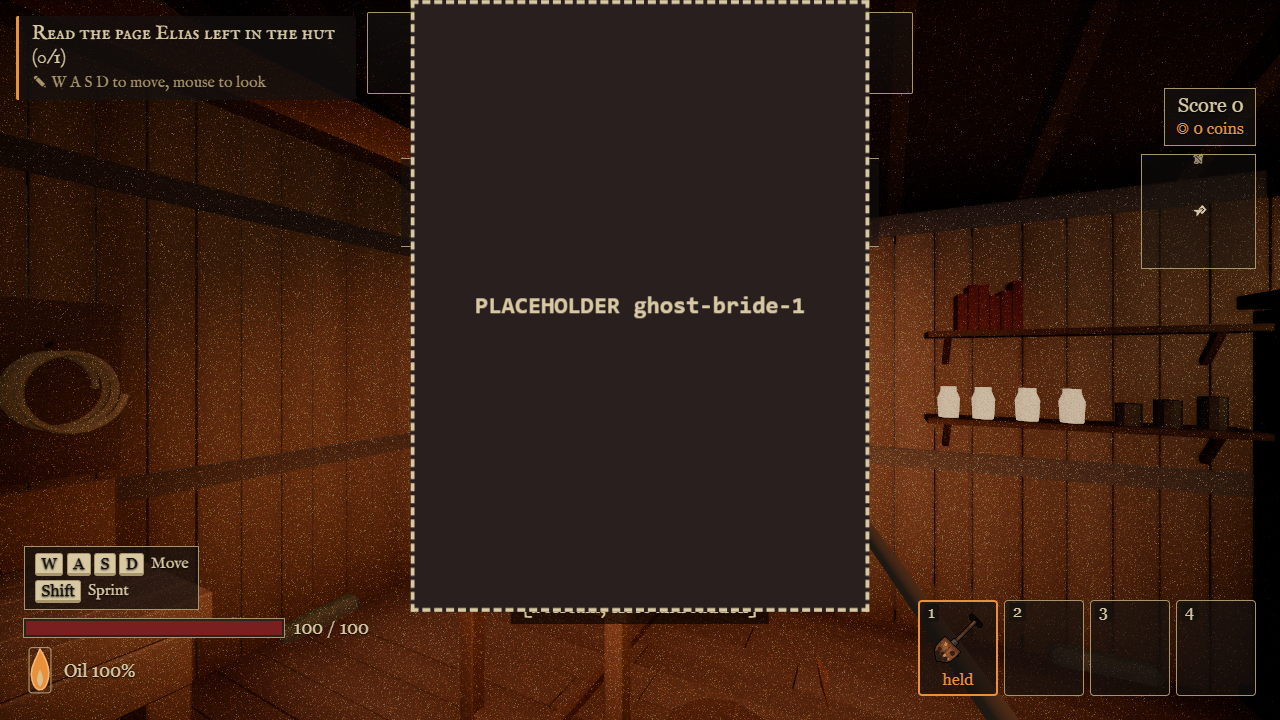 Read the page Elias left in the hut
(0/1)
W A S D to move, mouse to look
Score 0
0 coins
PLACEHOLDER ghost-bride-1
W A S D Move
Shift Sprint
100 / 100
Oil 100%
1
held
2
3
4